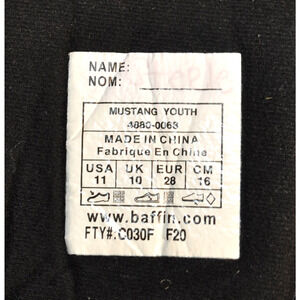 NAME:
NOM:
MUSTANG YOUTH
4880-0063
MADE IN CHINA
Fabrique En Chine
USA UK EUR CM
11 10 28 16
www.baffin.com
FTY#:C030F F20